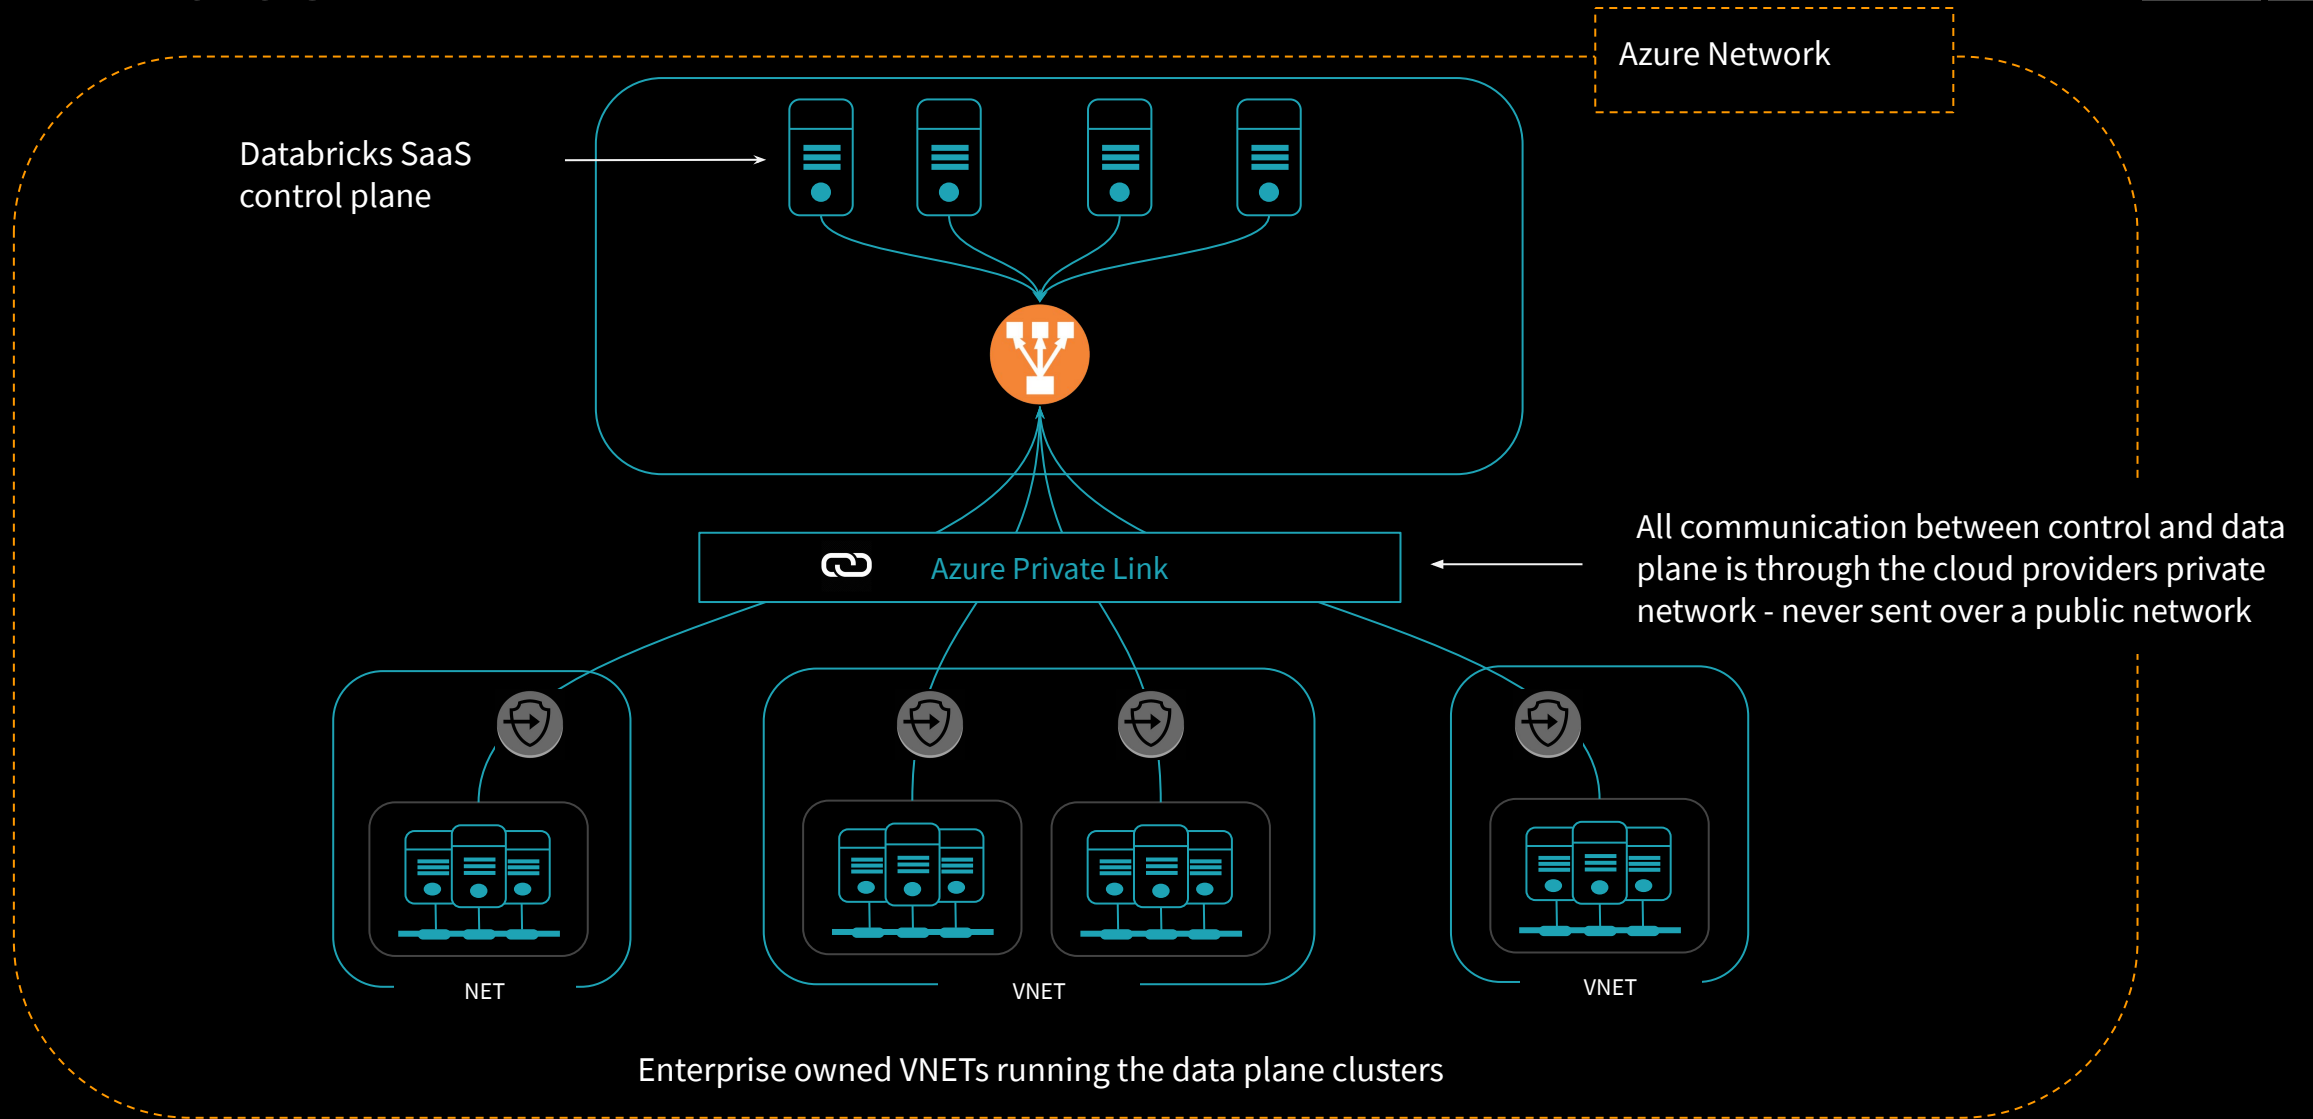 Azure Network
Databricks SaaS
control plane
Azure Private Link
All communication between control and data
plane is through the cloud providers private
network - never sent over a public network
NET
VNET
VNET
Enterprise owned VNETs running the data plane clusters